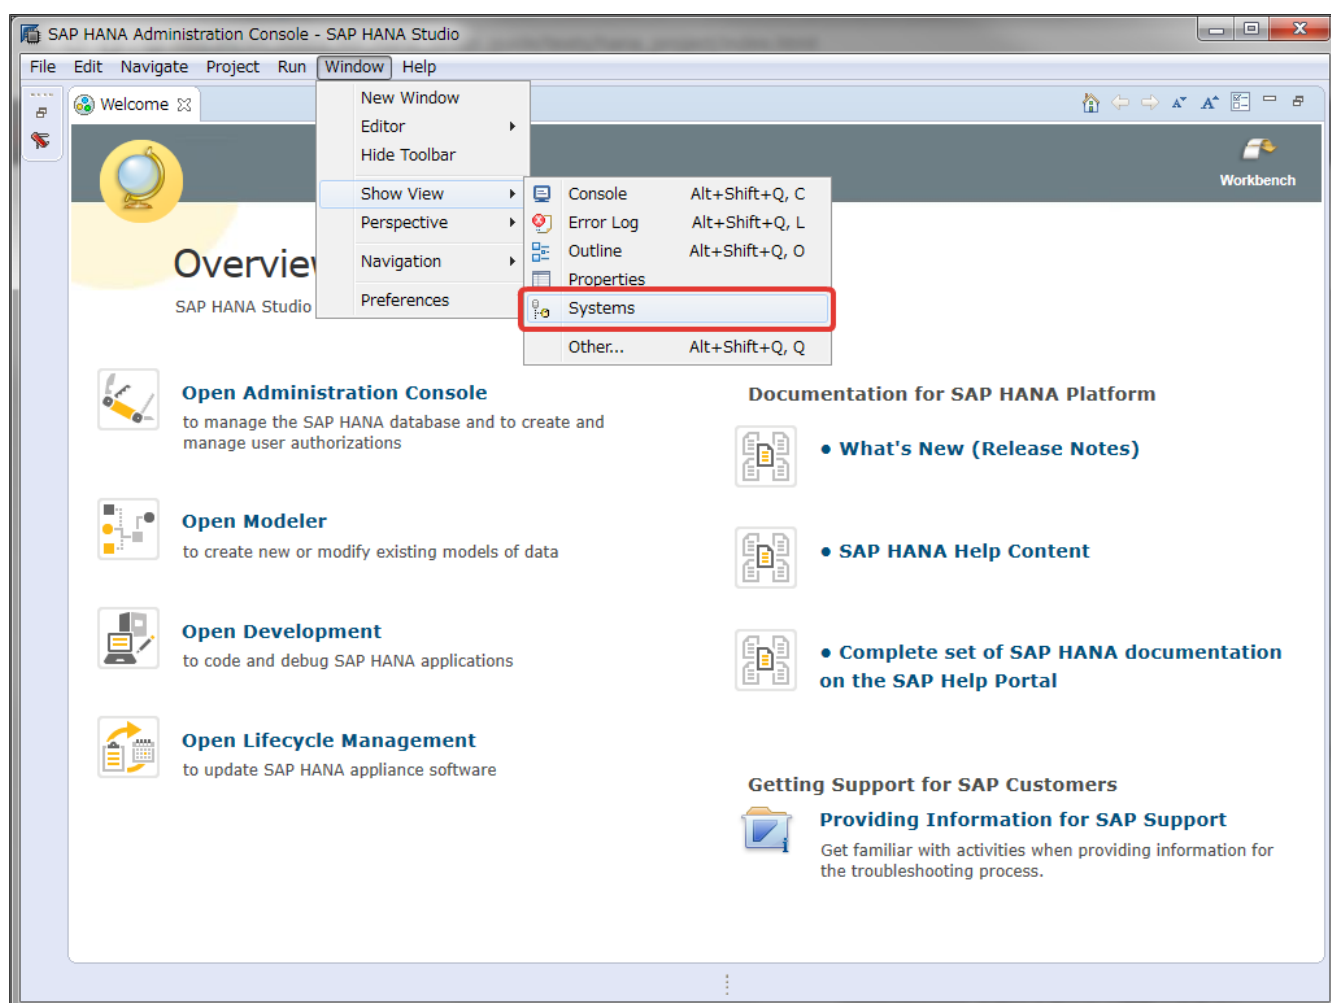 SAP HANA Administration Console - SAP HANA Studio
File Edit Navigate Project Run Window Help
Welcome
New Window
Editor
Hide Toolbar
Show View
Perspective
Navigation
Preferences
Console Alt+Shift+Q, C
Error Log Alt+Shift+Q, L
Outline Alt+Shift+Q, O
Properties
Systems
Other... Alt+Shift+Q, Q
Workbench
SAP HANA Studio
Open Administration Console
to manage the SAP HANA database and to create and
manage user authorizations
Open Modeler
to create new or modify existing models of data
Open Development
to code and debug SAP HANA applications
Open Lifecycle Management
to update SAP HANA appliance software
Documentation for SAP HANA Platform
• What's New (Release Notes)
• SAP HANA Help Content
• Complete set of SAP HANA documentation
on the SAP Help Portal
Getting Support for SAP Customers
Providing Information for SAP Support
Get familiar with activities when providing information for
the troubleshooting process.